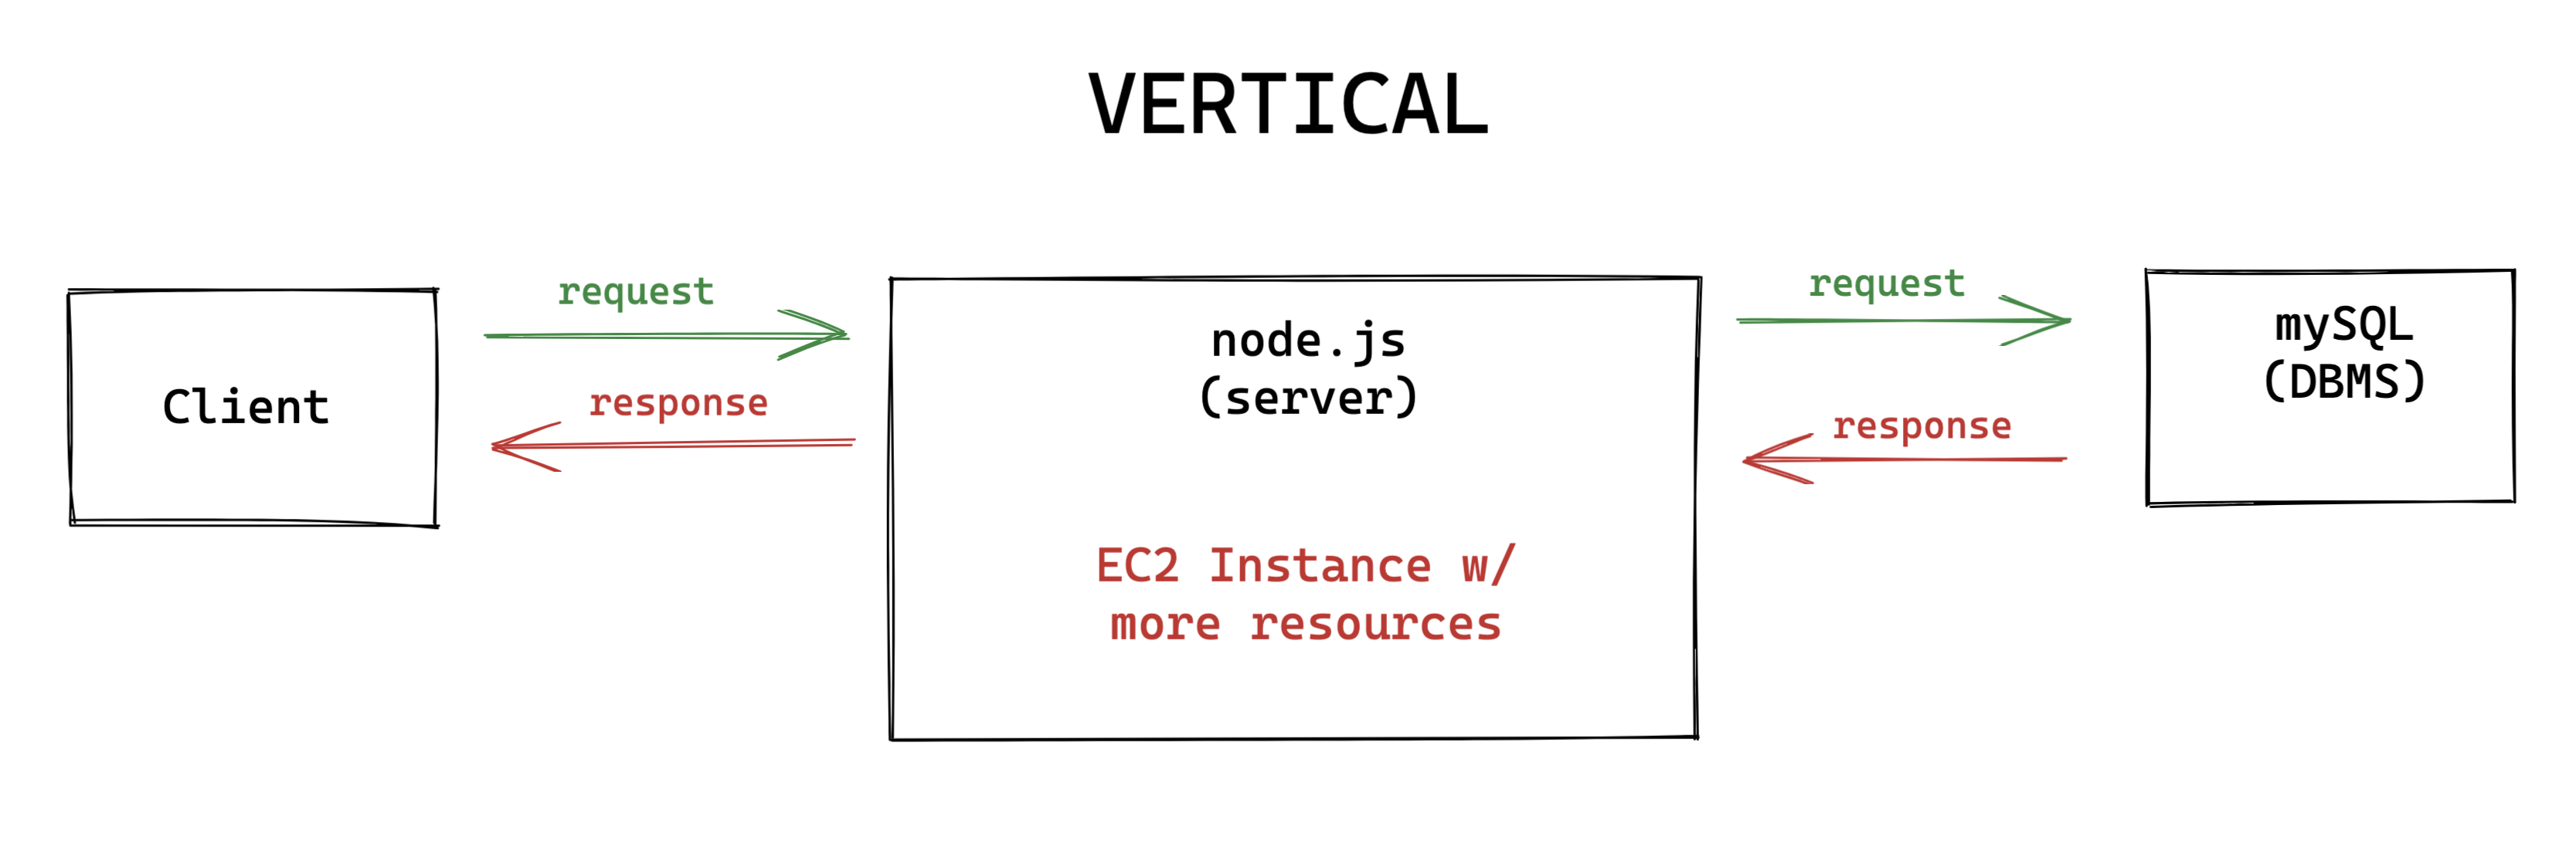 VERTICAL
Client
request
response
node.js
(server)
EC2 Instance w/
more resources
request
response
mySQL
(DBMS)